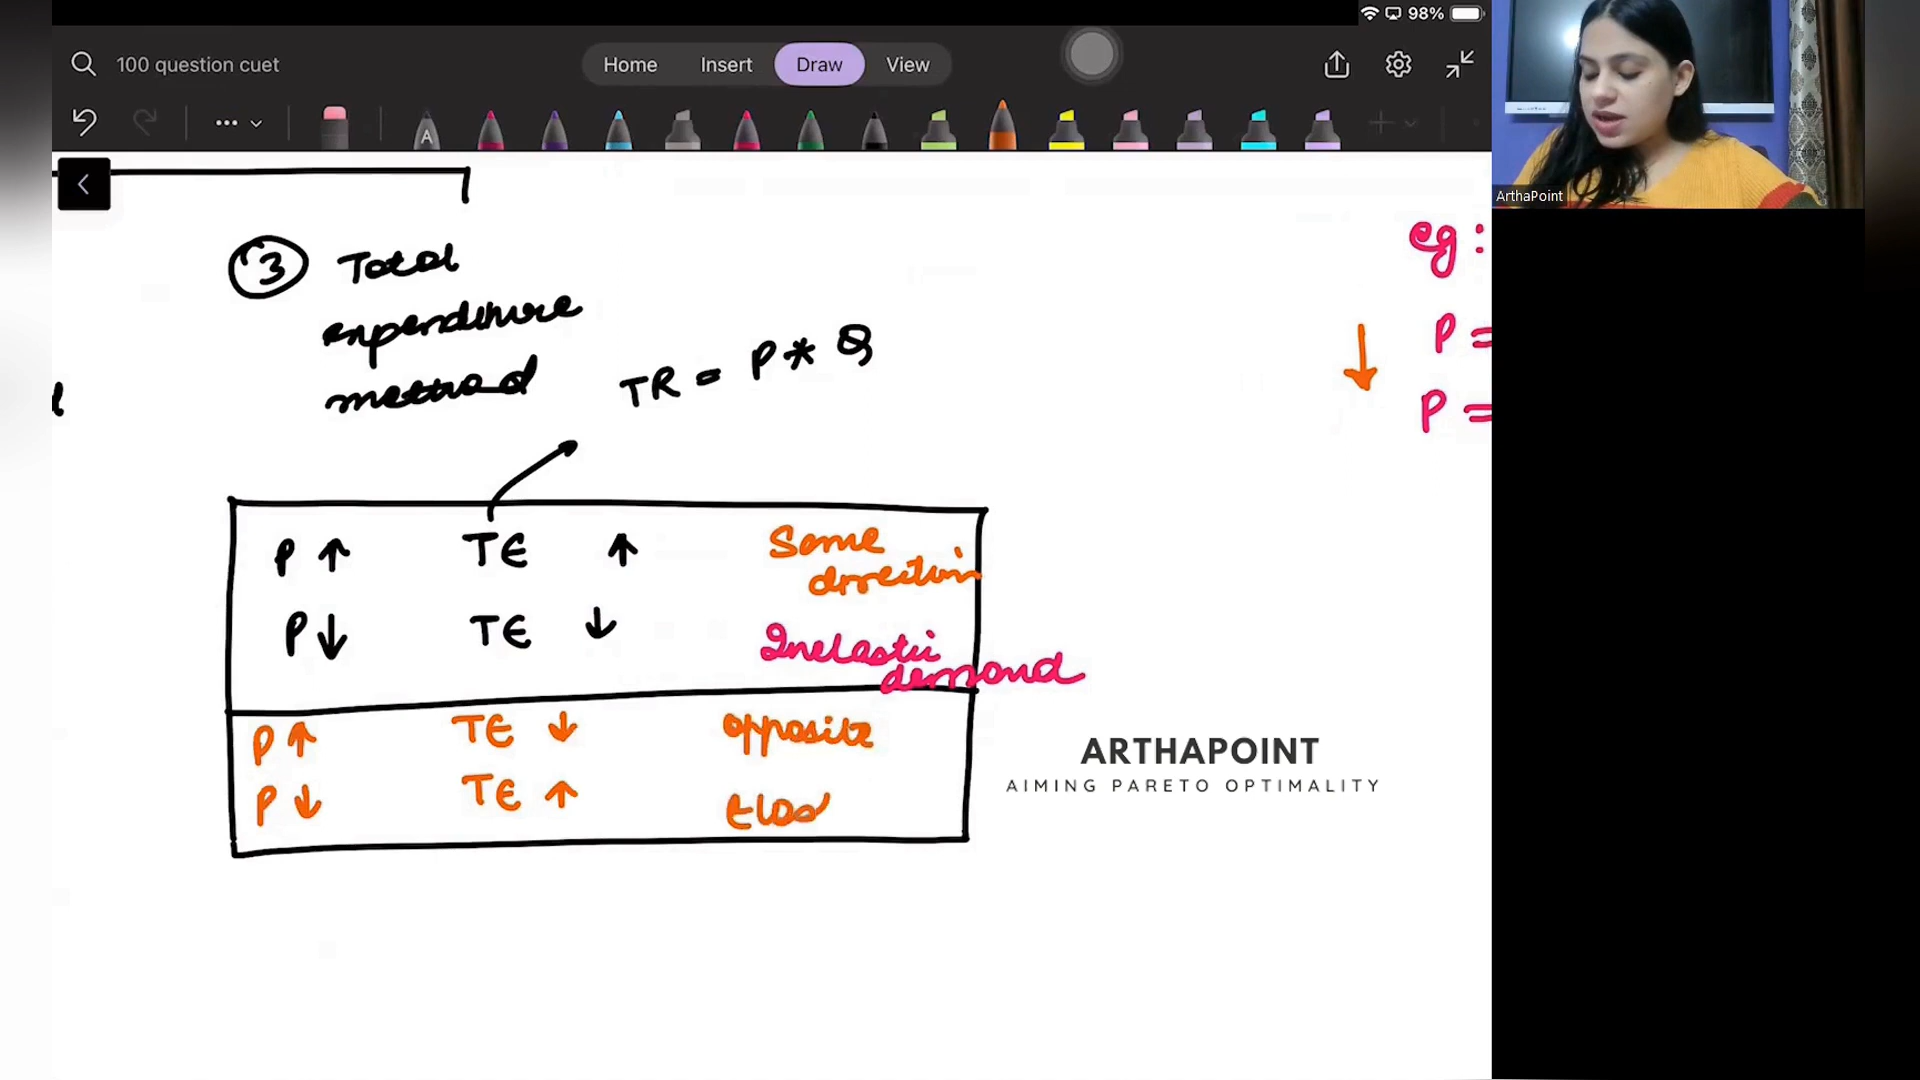 98%
100 question cuet
Home Insert Draw View
A
ArthaPoint
eg:
3 Total
expenditure
method
TR = P * Q
P =
P =
P ↑ TE ↑ Same
direction
P ↓ TE ↓ Inelastic
demand
P ↑ TE ↓ opposite
P ↓ TE ↑ Elas
ARTHAPOINT
AIMING PARETO OPTIMALITY